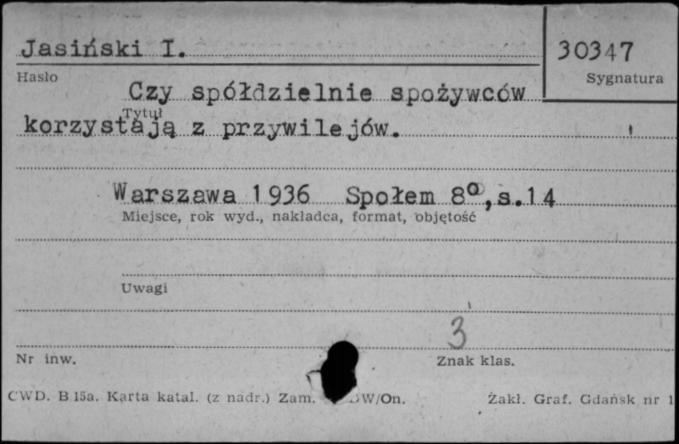 Jasiński I.
30347
Hasło
Sygnatura
Czy spółdzielnie spożywców
Tytuł
korzystają z przywilejów.
Warszawa 1936 Społem 8º, s.14
Miejsce, rok wyd., nakładca, format, objętość
Uwagi
3
Nr inw.
Znak klas.
CWD. B 15a. Karta katal. (z nadr.) Zam. W/On. Zakł. Graf. Gdańsk nr 1